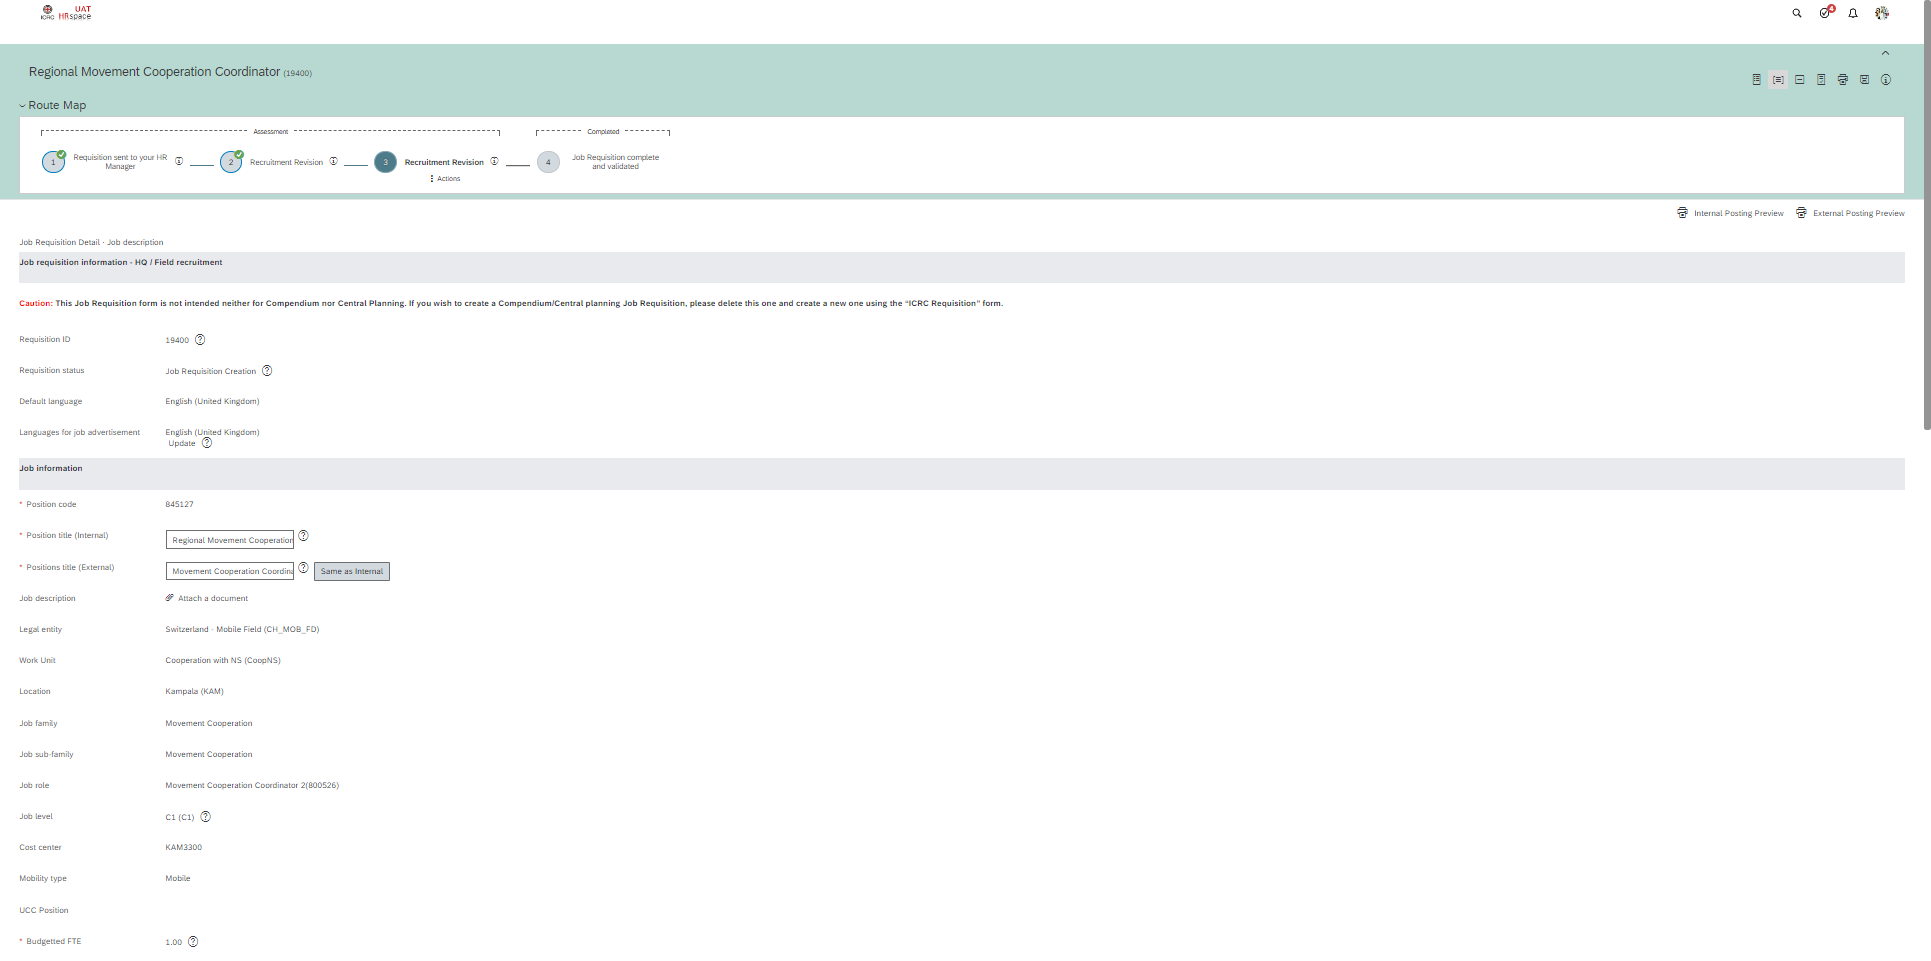 ICRC
UAT
HRspace
4
Regional Movement Cooperation Coordinator (19400)
Route Map
Assessment
Completed
1
Requisition sent to your HR
Manager
2
Recruitment Revision
3
Recruitment Revision
Actions
4
Job Requisition complete
and validated
Internal Posting Preview
External Posting Preview
Job Requisition Detail - Job description
Job requisition information - HQ / Field recruitment
Caution: This Job Requisition form is not intended neither for Compendium nor Central Planning. If you wish to create a Compendium/Central planning Job Requisition, please delete this one and create a new one using the “ICRC Requisition” form.
Requisition ID
19400
Requisition status
Job Requisition Creation
Default language
English (United Kingdom)
Languages for job advertisement
English (United Kingdom)
Update
Job information
* Position code
845127
* Position title (Internal)
Regional Movement Cooperation
* Positions title (External)
Movement Cooperation Coordina
Same as Internal
Job description
Attach a document
Legal entity
Switzerland - Mobile Field (CH_MOB_FD)
Work Unit
Cooperation with NS (CoopNS)
Location
Kampala (KAM)
Job family
Movement Cooperation
Job sub-family
Movement Cooperation
Job role
Movement Cooperation Coordinator 2(800526)
Job level
C1 (C1)
Cost center
KAM3300
Mobility type
Mobile
UCC Position
* Budgetted FTE
1.00